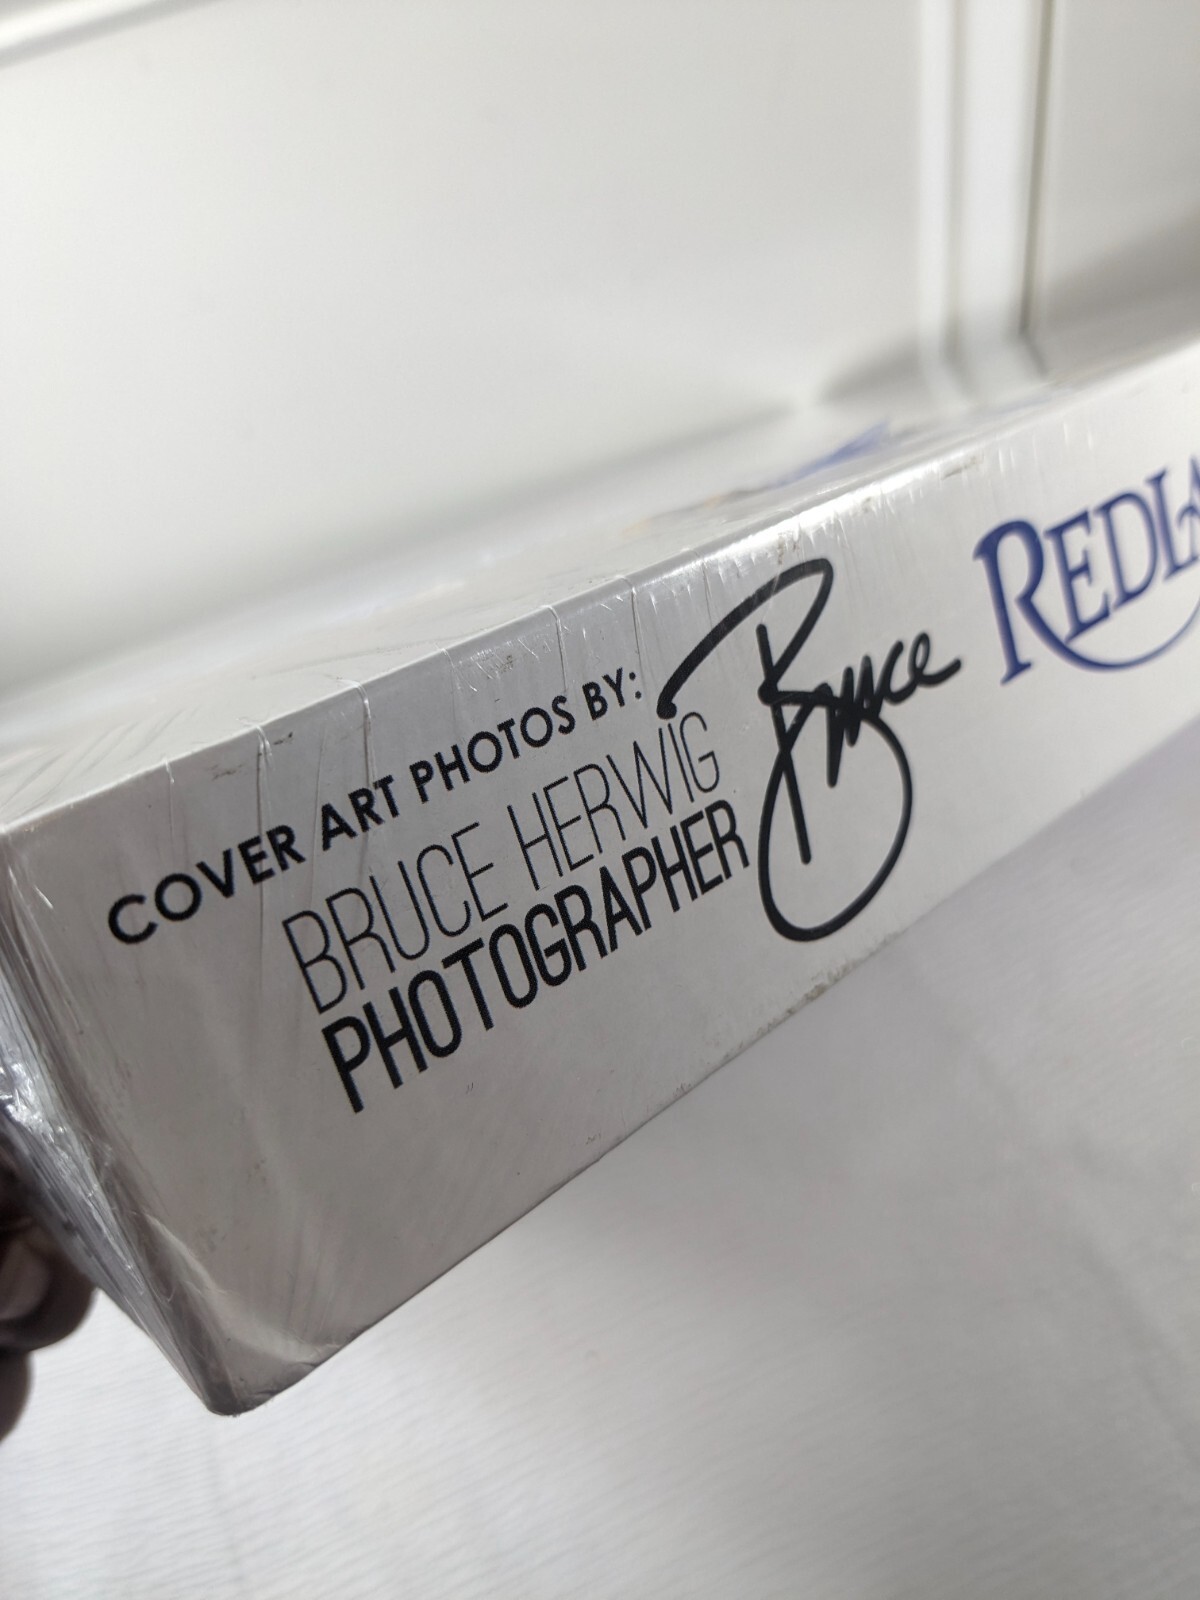 COVER ART PHOTOS BY:
BRUCE HERWIG
PHOTOGRAPHER
Bruce